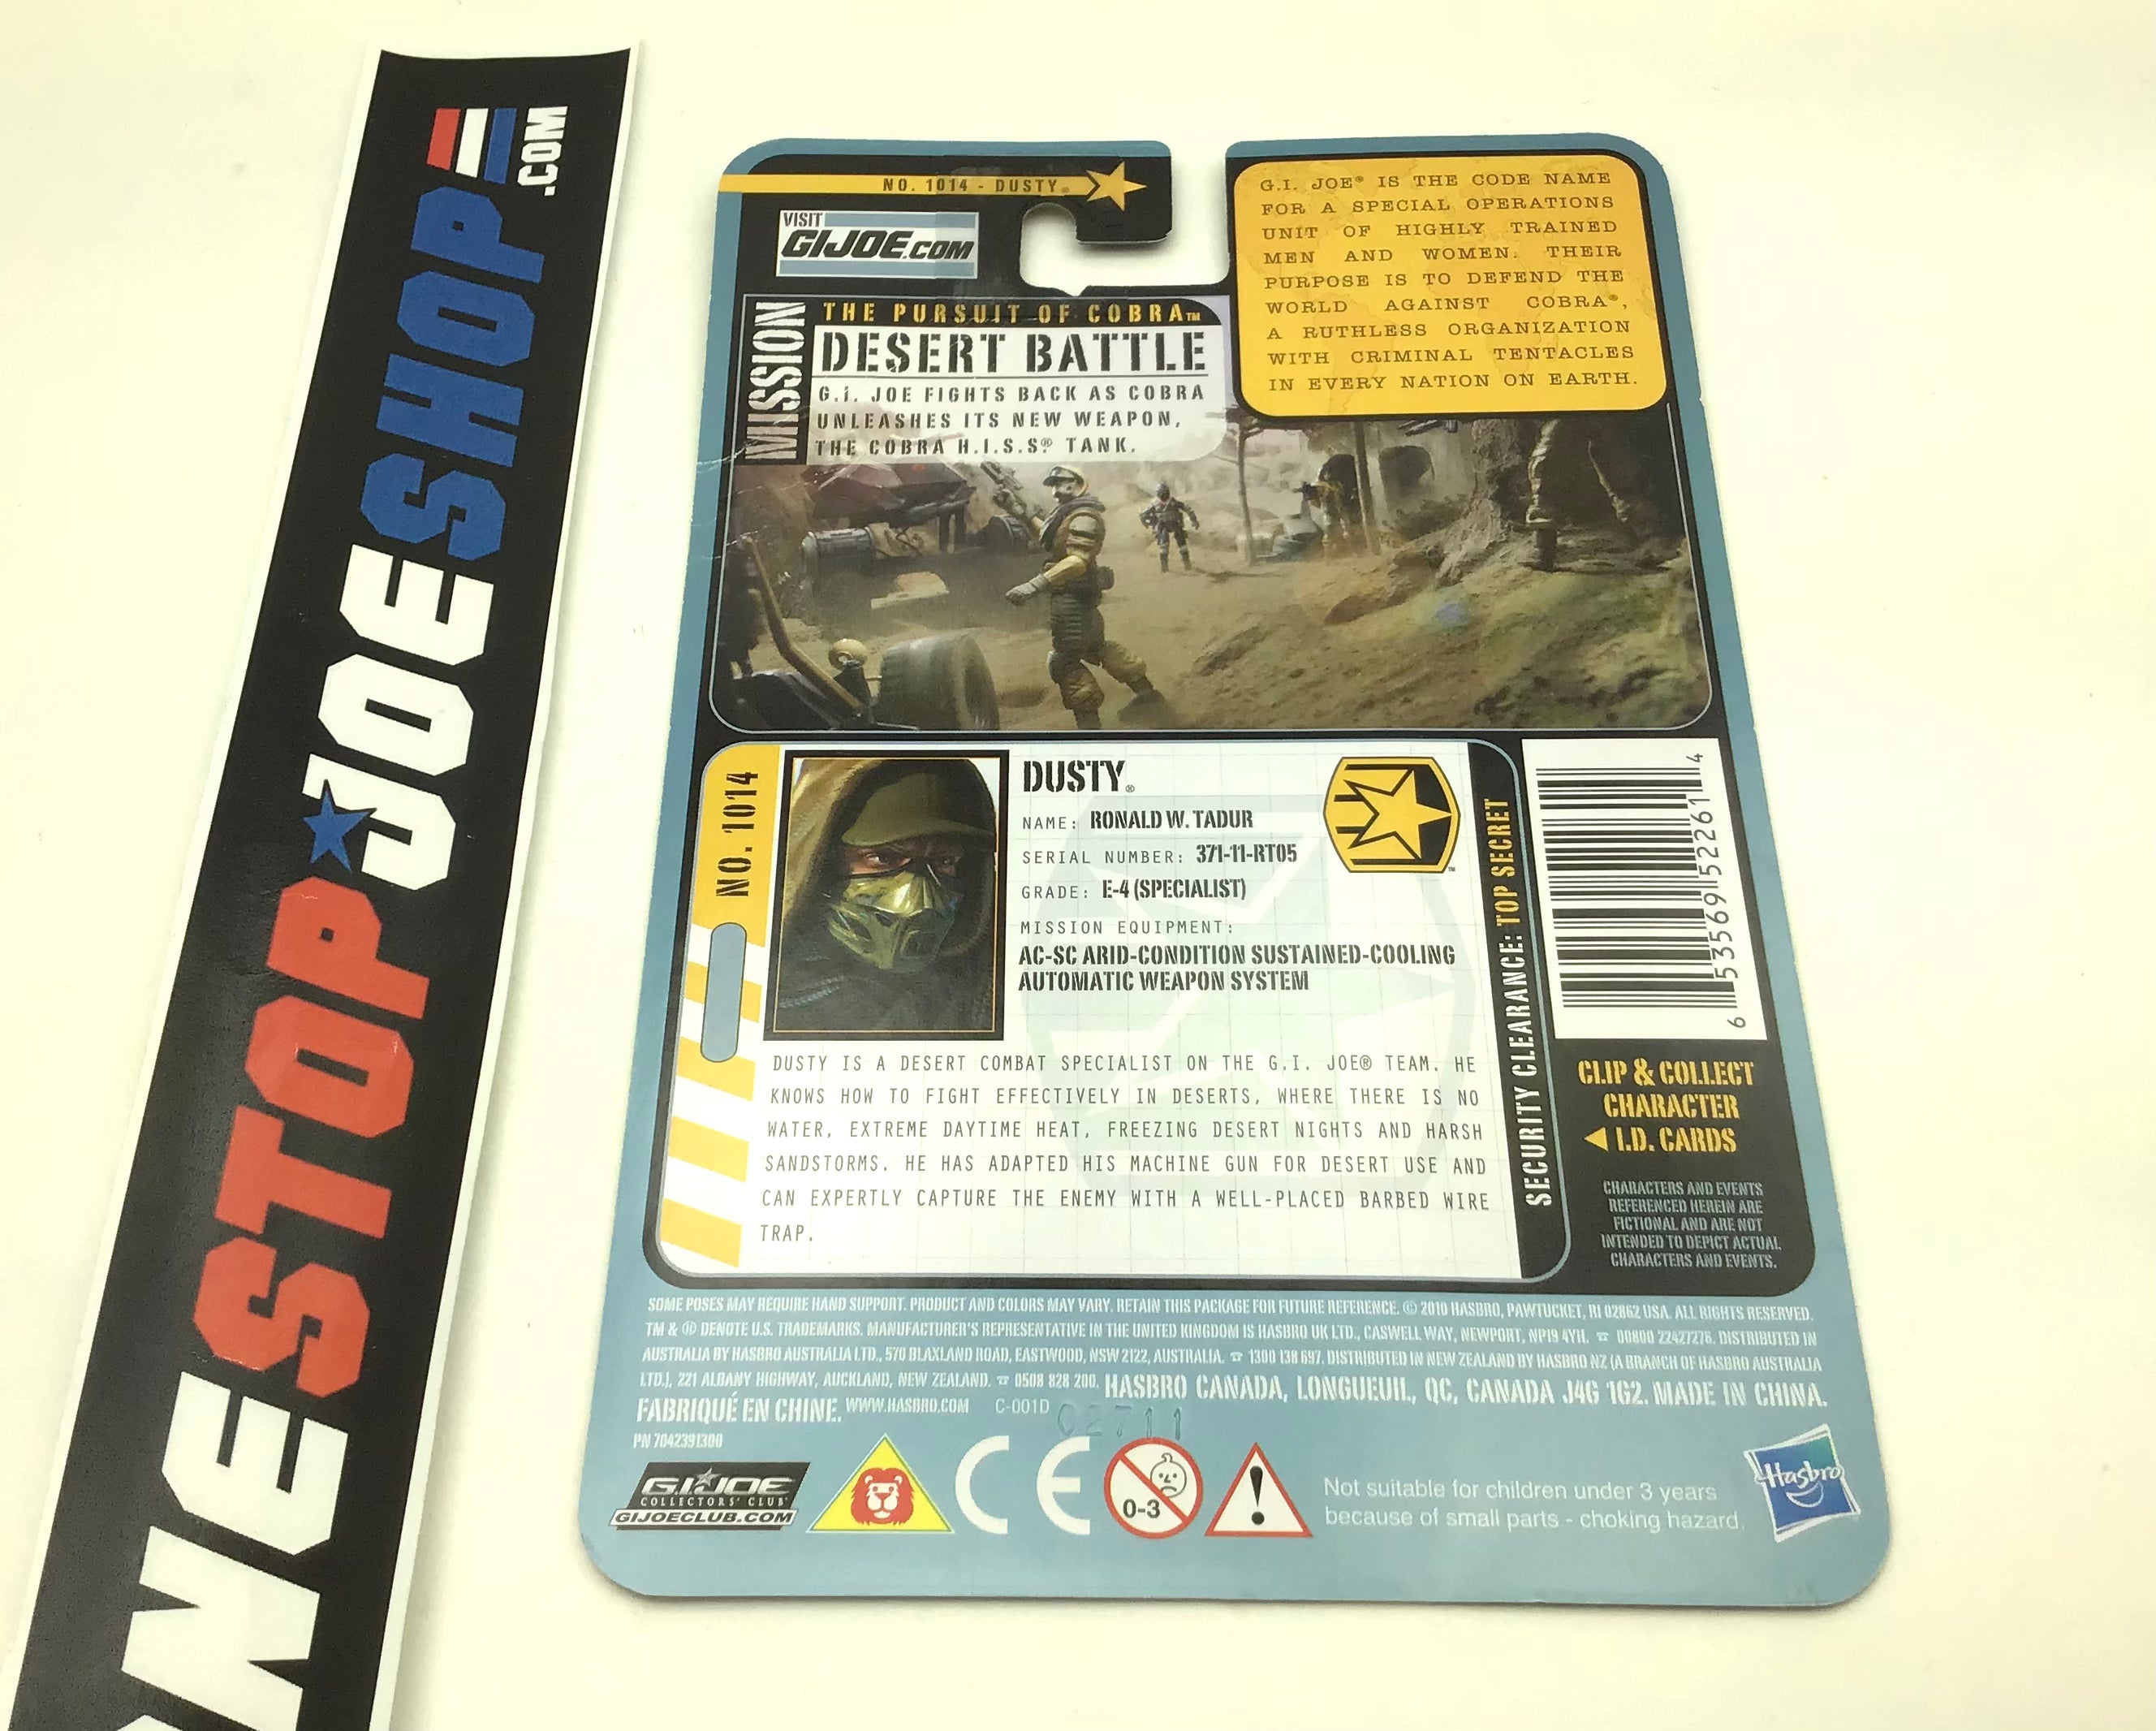 MESTOPJOESHOP
.COM
NO. 1014 - DUSTY®
VISIT
GI JOE.COM
MISSION
THE PURSUIT OF COBRA™
DESERT BATTLE
G.I. JOE FIGHTS BACK AS COBRA
UNLEASHES ITS NEW WEAPON,
THE COBRA H.I.S.S® TANK.
G.I. JOE® IS THE CODE NAME
FOR A SPECIAL OPERATIONS
UNIT OF HIGHLY TRAINED
MEN AND WOMEN. THEIR
PURPOSE IS TO DEFEND THE
WORLD AGAINST COBRA®,
A RUTHLESS ORGANIZATION
WITH CRIMINAL TENTACLES
IN EVERY NATION ON EARTH.
NO. 1014
DUSTY®
NAME: RONALD W. TADUR
SERIAL NUMBER: 371-11-RT05
GRADE: E-4 (SPECIALIST)
MISSION EQUIPMENT:
AC-SC ARID-CONDITION SUSTAINED-COOLING
AUTOMATIC WEAPON SYSTEM
DUSTY IS A DESERT COMBAT SPECIALIST ON THE G.I. JOE® TEAM. HE
KNOWS HOW TO FIGHT EFFECTIVELY IN DESERTS, WHERE THERE IS NO
WATER, EXTREME DAYTIME HEAT, FREEZING DESERT NIGHTS AND HARSH
SANDSTORMS. HE HAS ADAPTED HIS MACHINE GUN FOR DESERT USE AND
CAN EXPERTLY CAPTURE THE ENEMY WITH A WELL-PLACED BARBED WIRE
TRAP.
SECURITY CLEARANCE: TOP SECRET
6 53569 52261 4
CLIP & COLLECT
CHARACTER
I.D. CARDS
CHARACTERS AND EVENTS
REFERENCED HEREIN ARE
FICTIONAL AND ARE NOT
INTENDED TO DEPICT ACTUAL
CHARACTERS AND EVENTS.
SOME POSES MAY REQUIRE HAND SUPPORT. PRODUCT AND COLORS MAY VARY. RETAIN THIS PACKAGE FOR FUTURE REFERENCE. © 2010 HASBRO, PAWTUCKET, RI 02862 USA. ALL RIGHTS RESERVED.
TM & ® DENOTE U.S. TRADEMARKS. MANUFACTURER'S REPRESENTATIVE IN THE UNITED KINGDOM IS HASBRO UK LTD., CASWELL WAY, NEWPORT, NP19 4YH. ☎ 00800 22427276. DISTRIBUTED IN
AUSTRALIA BY HASBRO AUSTRALIA LTD., 570 BLAXLAND ROAD, EASTWOOD, NSW 2122, AUSTRALIA. ☎ 1300 138 697. DISTRIBUTED IN NEW ZEALAND BY HASBRO NZ (A BRANCH OF HASBRO AUSTRALIA
LTD.), 221 ALBANY HIGHWAY, AUCKLAND, NEW ZEALAND. ☎ 0508 828 200. HASBRO CANADA, LONGUEUIL, QC, CANADA J4G 1G2. MADE IN CHINA.
FABRIQUÉ EN CHINE. WWW.HASBRO.COM C-001D 02711
PN 7042391300
G.I. JOE
COLLECTORS' CLUB
GIJOECLUB.COM
CE
0-3
Not suitable for children under 3 years
because of small parts - choking hazard.
Hasbro